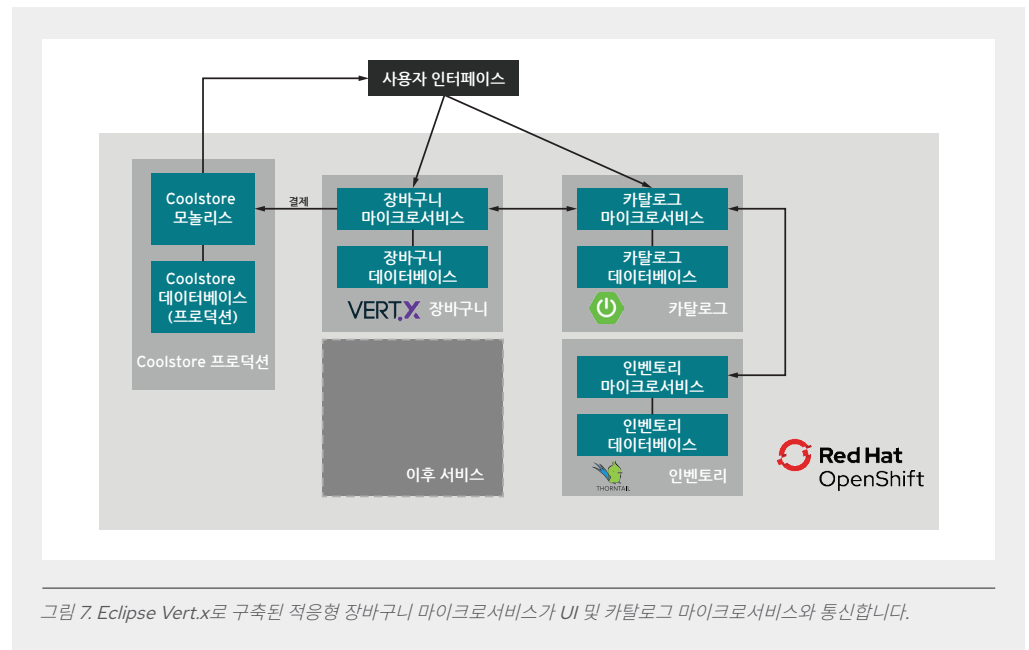 사용자 인터페이스
Coolstore
모놀리스
결제
장바구니
마이크로서비스
카탈로그
마이크로서비스
Coolstore
데이터베이스
(프로덕션)
장바구니
데이터베이스
카탈로그
데이터베이스
VERT.X 장바구니
카탈로그
Coolstore 프로덕션
인벤토리
마이크로서비스
인벤토리
데이터베이스
이후 서비스
THORNTAIL
인벤토리
Red Hat
OpenShift
그림 7. Eclipse Vert.x로 구축된 적응형 장바구니 마이크로서비스가 UI 및 카탈로그 마이크로서비스와 통신합니다.